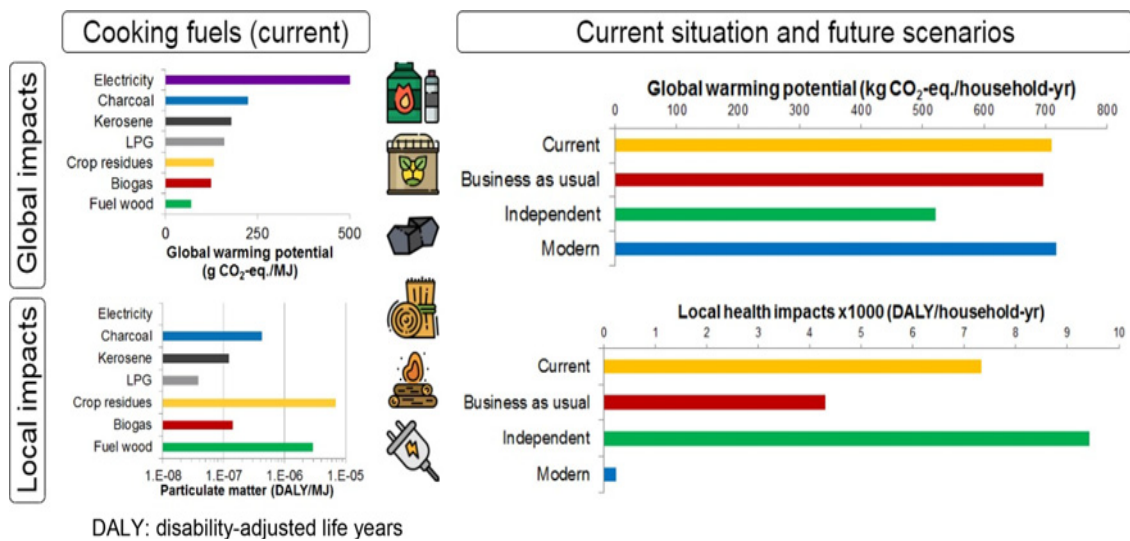 Cooking fuels (current)
Current situation and future scenarios
Global impacts
Electricity
Charcoal
Kerosene
LPG
Crop residues
Biogas
Fuel wood
0 250 500
Global warming potential
(g CO₂-eq./MJ)
Global warming potential (kg CO₂-eq./household-yr)
0 100 200 300 400 500 600 700 800
Current
Business as usual
Independent
Modern
Local impacts
Electricity
Charcoal
Kerosene
LPG
Crop residues
Biogas
Fuel wood
1.E-08 1.E-07 1.E-06 1.E-05
Particulate matter (DALY/MJ)
Local health impacts x1000 (DALY/household-yr)
0 1 2 3 4 5 6 7 8 9 10
Current
Business as usual
Independent
Modern
DALY: disability-adjusted life years